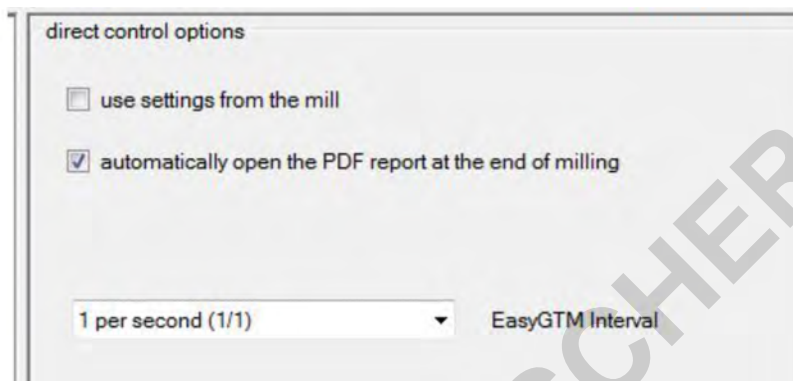 direct control options
use settings from the mill
automatically open the PDF report at the end of milling
1 per second (1/1)
EasyGTM Interval